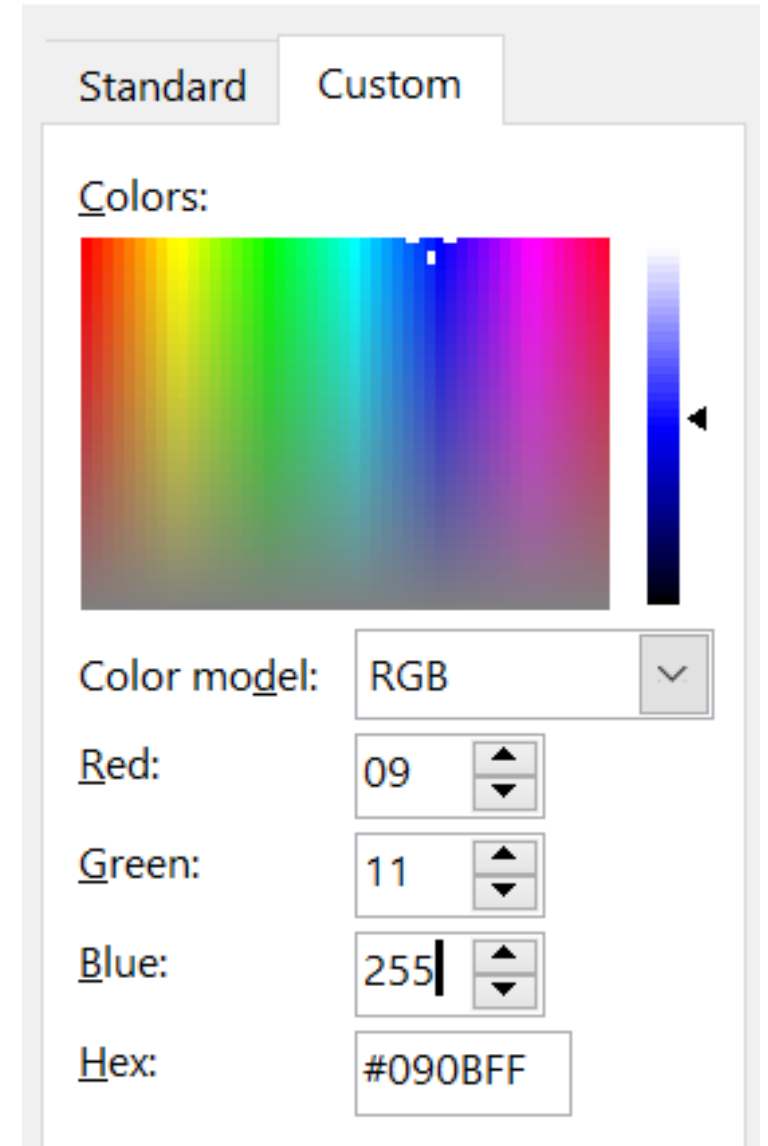 Standard Custom
Colors:
Color model: RGB
Red: 09
Green: 11
Blue: 255
Hex: #090BFF